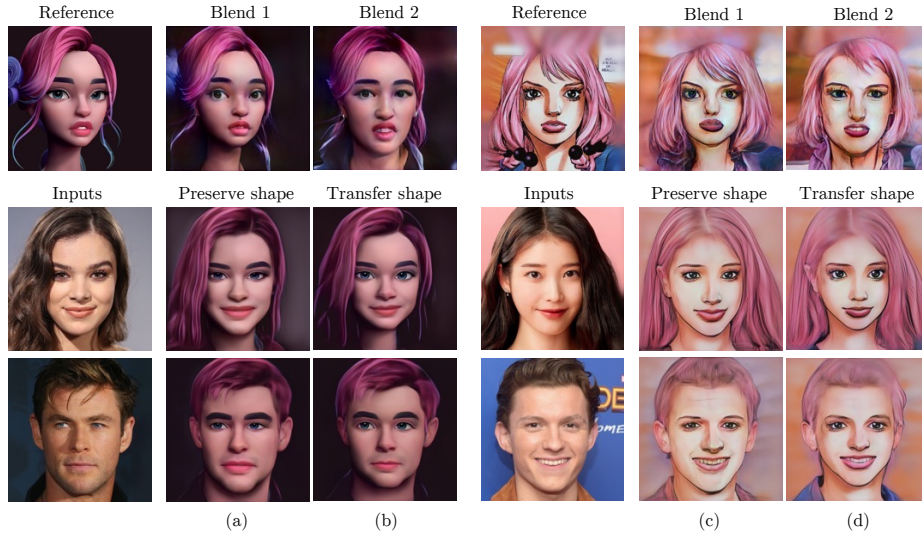 Reference
Blend 1
Blend 2
Reference
Blend 1
Blend 2
Inputs
Preserve shape
Transfer shape
Inputs
Preserve shape
Transfer shape
OME
(a)
(b)
(c)
(d)